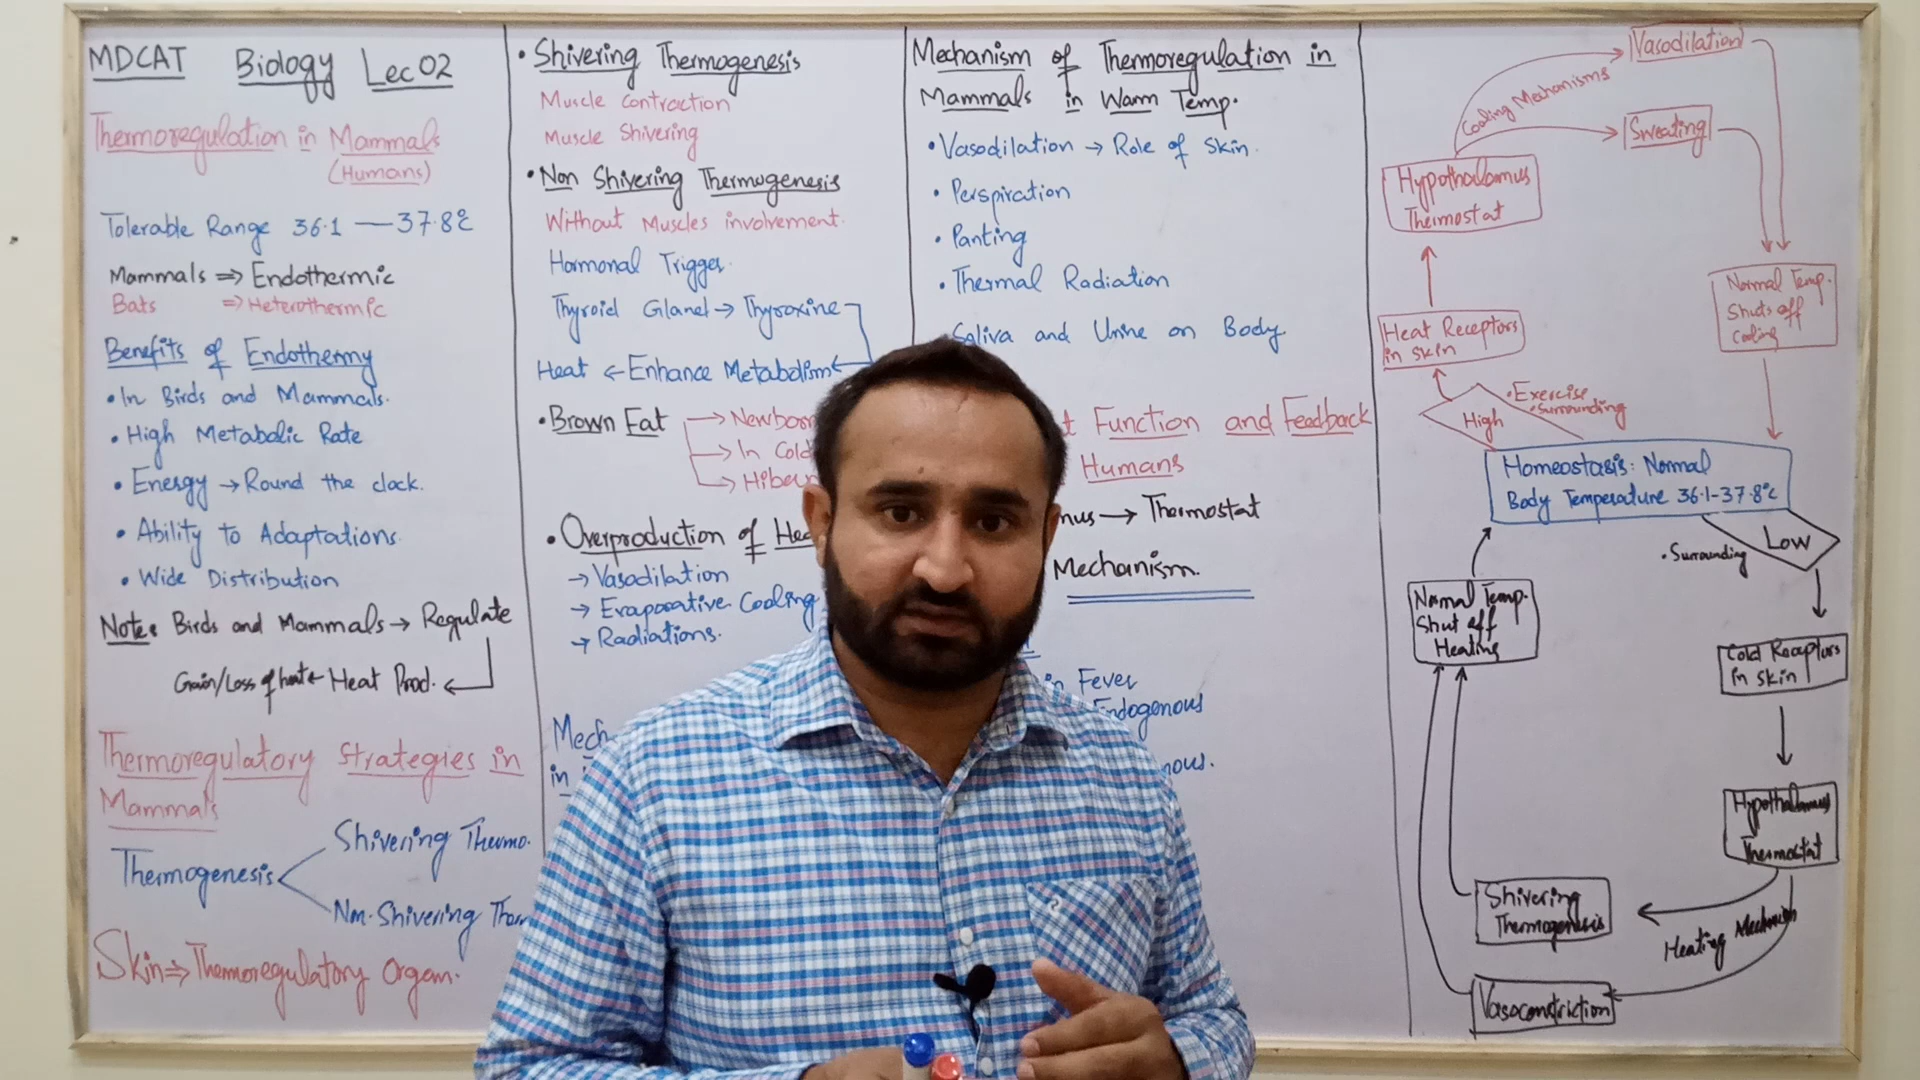 MDCAT Biology Lec 02
Thermoregulation in Mammals
(Humans)
Tolerable Range 36.1 — 37.8°C
Mammals ⇒ Endothermic
Bats ⇒ Heterothermic
Benefits of Endothermy
• In Birds and Mammals.
• High Metabolic Rate
• Energy → Round the clock.
• Ability to Adaptations.
• Wide Distribution
Note: Birds and Mammals → Regulate
Gain/Loss of heat ← Heat Prod.
Thermoregulatory Strategies in
Mammals
Thermogenesis
Shivering Thermo.
Non-Shivering
Skin ⇒ Thermoregulatory Organ.
• Shivering Thermogenesis
Muscle Contraction
Muscle Shivering
• Non Shivering Thermogenesis
Without Muscles involvement.
Hormonal Trigger.
Thyroid Gland → Thyroxine
Heat ← Enhance Metabolism
• Brown Fat → Newborn
→ In Cold
→
• Overproduction of
→ Vasodilation
→ Evaporative Cooling
→ Radiations.
in
Mechanism of Thermoregulation in
Mammals in Warm Temp.
• Vasodilation → Role of Skin.
• Perspiration
• Panting
• Thermal Radiation
Saliva and Urine on Body
Function and Feedback
Humans
→ Thermostat
Mechanism.
in Fever
Endogenous
Vasodilation
Cooling Mechanisms
Sweating
Hypothalamus
Thermostat
Normal Temp.
Shuts off
Cooling
Heat Receptors
in Skin
High
• Exercise
• Surrounding
Homeostasis: Normal
Body Temperature 36.1-37.8°C
Low
• Surrounding
Normal Temp.
Shut off
Heating
Cold Receptors
in Skin
Hypothalamus
Thermostat
Shivering
Thermogenesis
Heating Mechanism
Vasoconstriction